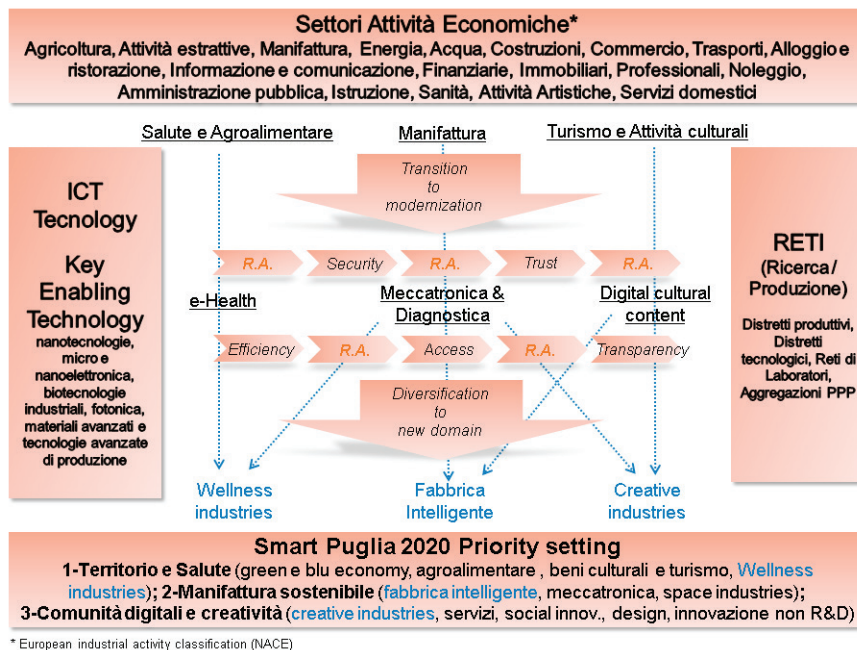 Settori Attività Economiche*
Agricoltura, Attività estrattive, Manifattura, Energia, Acqua, Costruzioni, Commercio, Trasporti, Alloggio e
ristorazione, Informazione e comunicazione, Finanziarie, Immobiliari, Professionali, Noleggio,
Amministrazione pubblica, Istruzione, Sanità, Attività Artistiche, Servizi domestici
Salute e Agroalimentare
Manifattura
Turismo e Attività culturali
ICT
Tecnology
Key
Enabling
Technology
nanotecnologie,
micro e
nanoelettronica,
biotecnologie
industriali, fotonica,
materiali avanzati e
tecnologie avanzate
di produzione
Transition
to
modernization
R.A.
Security
R.A.
Trust
R.A.
e-Health
Meccatronica &
Diagnostica
Digital cultural
content
Efficiency
R.A.
Access
R.A.
Transparency
Diversification
to
new domain
Wellness
industries
Fabbrica
Intelligente
Creative
industries
RETI
(Ricerca /
Produzione)
Distretti produttivi,
Distretti
tecnologici, Reti di
Laboratori,
Aggregazioni PPP
Smart Puglia 2020 Priority setting
1-Territorio e Salute (green e blu economy, agroalimentare , beni culturali e turismo, Wellness
industries); 2-Manifattura sostenibile (fabbrica intelligente, meccatronica, space industries);
3-Comunità digitali e creatività (creative industries, servizi, social innov., design, innovazione non R&D)
* European industrial activity classification (NACE)